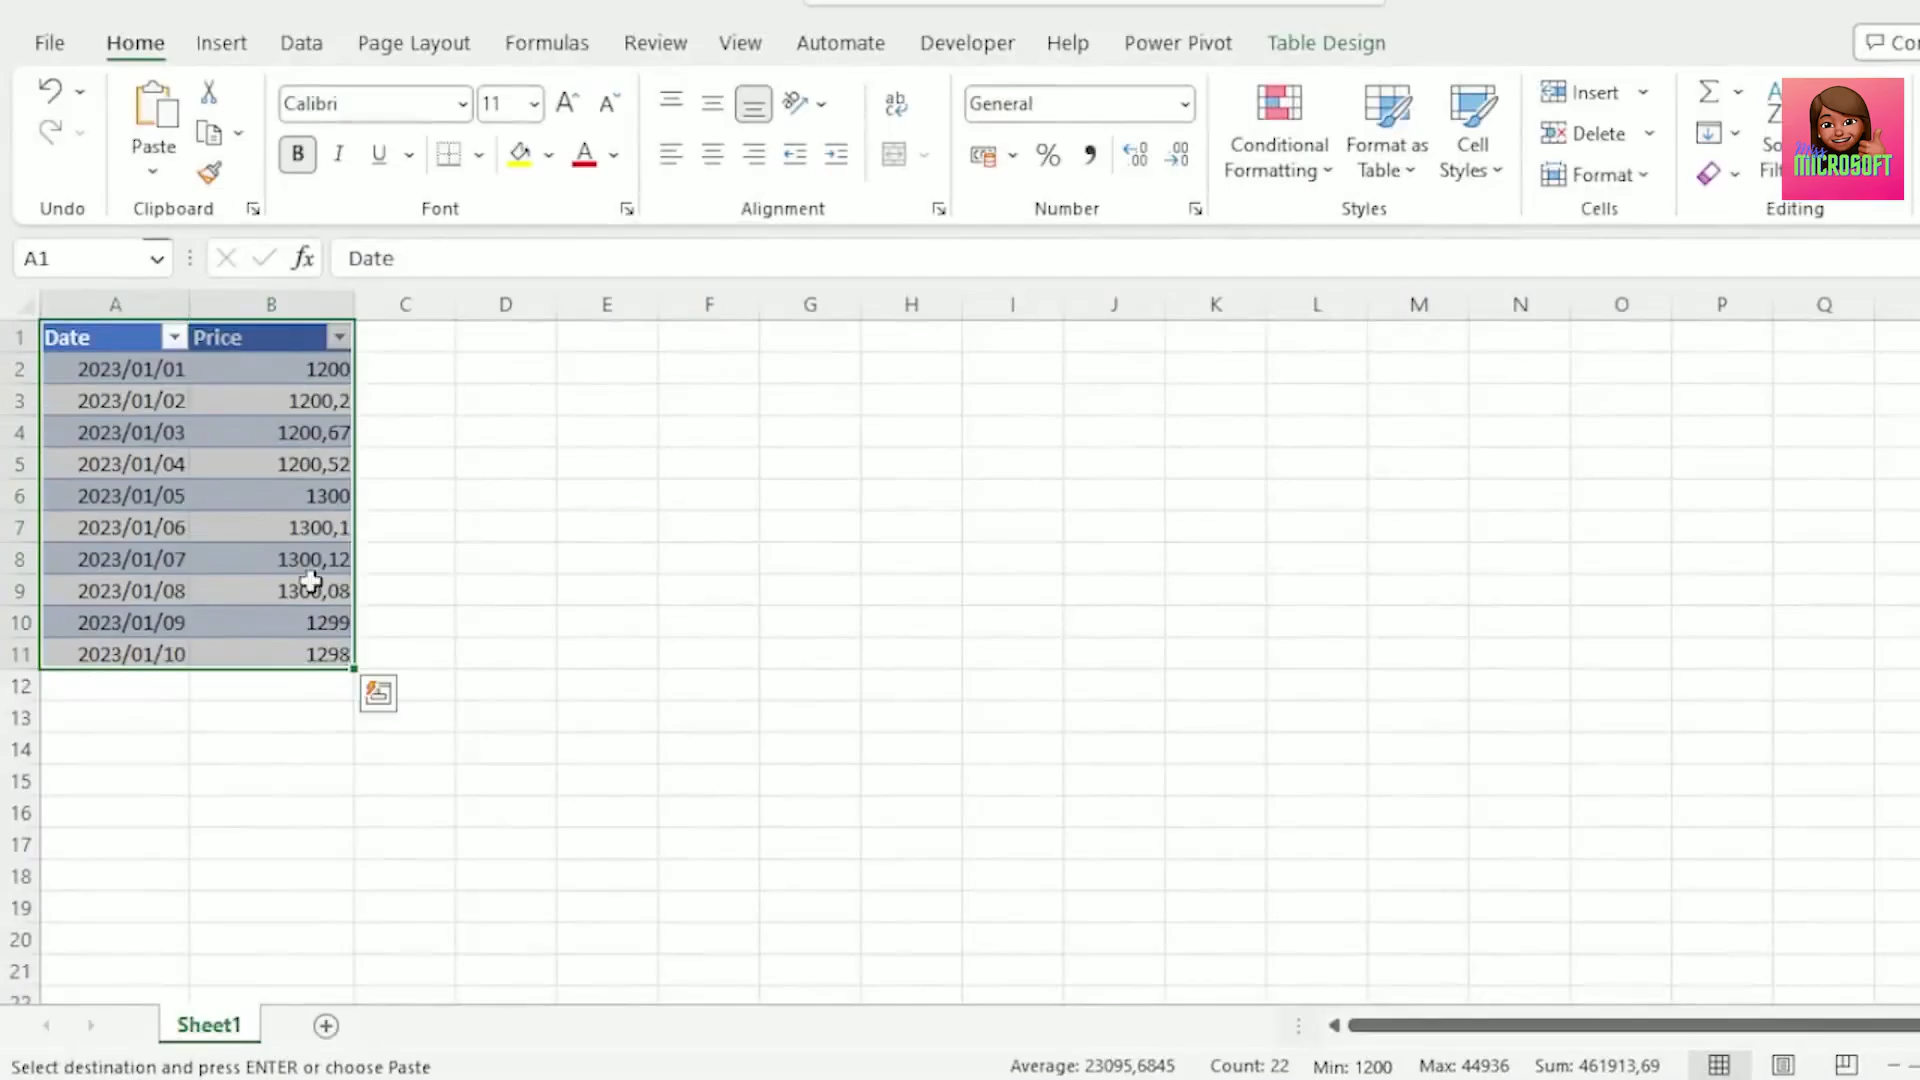 File Home Insert Data Page Layout Formulas Review View Automate Developer Help Power Pivot Table Design
Calibri 11 General
Paste
B I U A
ab
Conditional Formatting
Format as Table
Cell Styles
Insert
Delete
Format
Undo Clipboard Font Alignment Number Styles Cells Editing
Miss
MICROSOFT
A1 fx Date
A B C D E F G H I J K L M N O P Q
1 Date Price
2 2023/01/01 1200
3 2023/01/02 1200,2
4 2023/01/03 1200,67
5 2023/01/04 1200,52
6 2023/01/05 1300
7 2023/01/06 1300,1
8 2023/01/07 1300,12
9 2023/01/08 1300,08
10 2023/01/09 1299
11 2023/01/10 1298
12
13
14
15
16
17
18
19
20
21
22
Sheet1
Select destination and press ENTER or choose Paste Average: 23095,6845 Count: 22 Min: 1200 Max: 44936 Sum: 461913,69